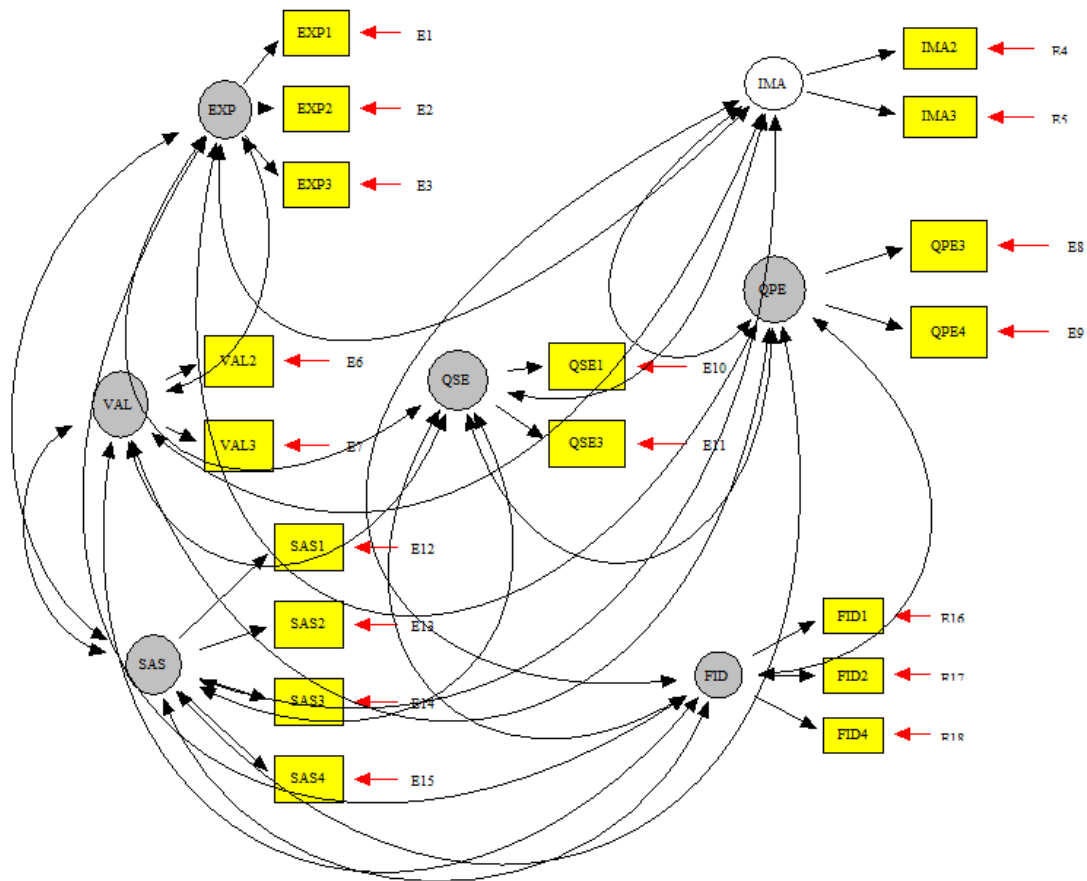 EXP1 E1
EXP EXP2 E2
EXP3 E3
IMA IMA2 E4
IMA3 E5
QPE QPE3 E8
QPE4 E9
VAL VAL2 E6
VAL3 E7
QSE QSE1 E10
QSE3 E11
SAS1 E12
SAS2 E13
SAS
SAS3 E14
SAS4 E15
FID1 E16
FID FID2 E17
FID4 E18